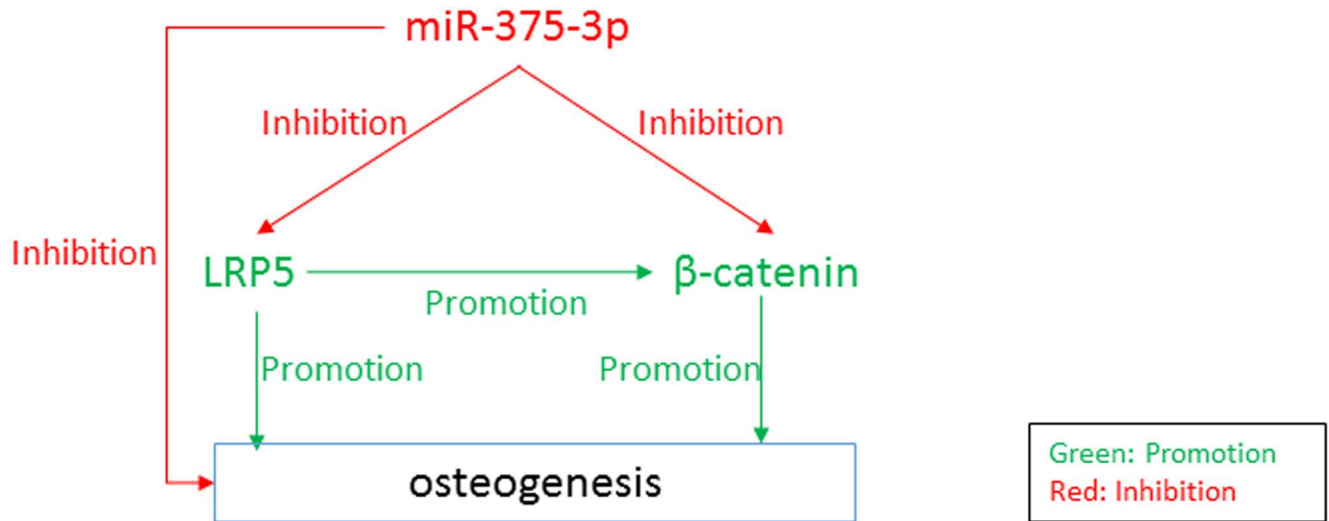 miR-375-3p
Inhibition
Inhibition
Inhibition
LRP5
β-catenin
Promotion
Promotion
Promotion
osteogenesis
Green: Promotion
Red: Inhibition